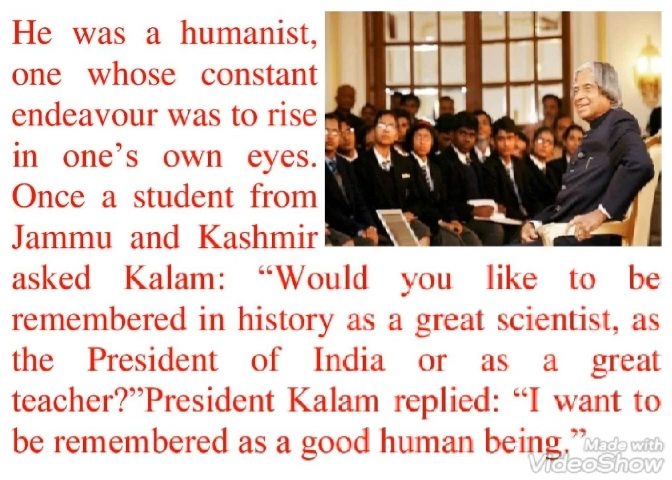 He was a humanist,
one whose constant
endeavour was to rise
in one's own eyes.
Once a student from
Jammu and Kashmir
asked Kalam: “Would you like to be
remembered in history as a great scientist, as
the President of India or as a great
teacher?”President Kalam replied: “I want to
be remembered as a good human being.”
Made with
VideoShow